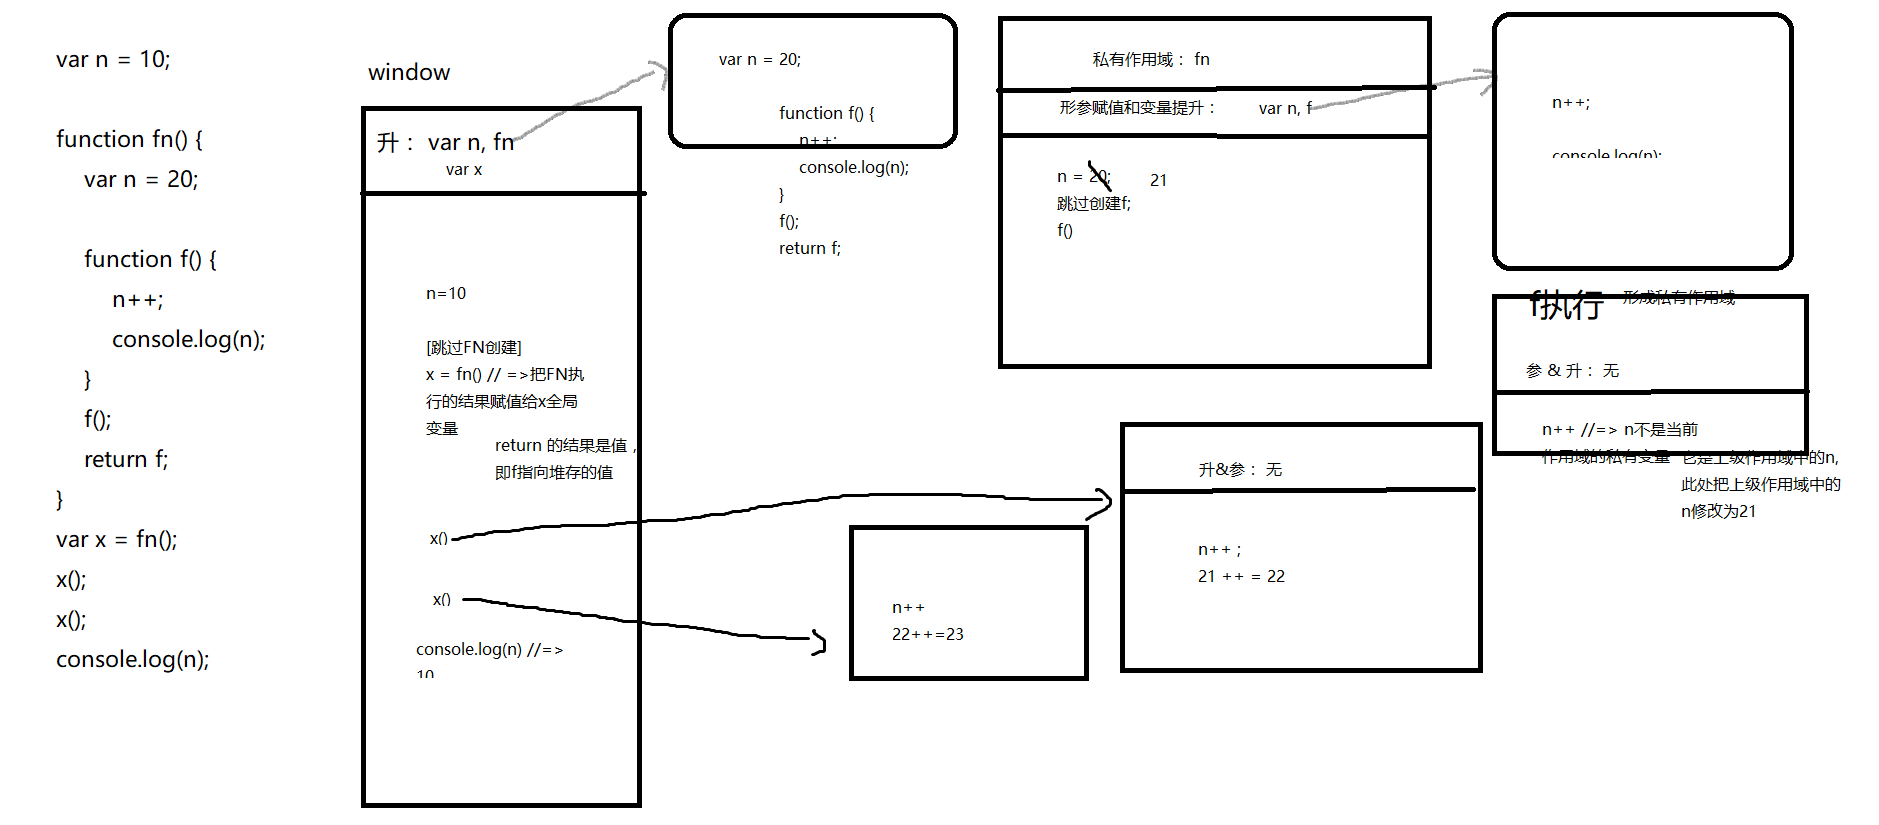 var n = 10;
function fn() {
var n = 20;
function f() {
n++;
console.log(n);
}
f();
return f;
}
var x = fn();
x();
x();
console.log(n);
window
升： var n, fn
var x
n=10
[跳过FN创建]
x = fn() // =>把FN执
行的结果赋值给x全局
变量
return 的结果是值，
即f指向堆存的值
x()
x()
console.log(n) //=>
10
var n = 20;
function f() {
n++;
console.log(n);
}
f();
return f;
私有作用域： fn
形参赋值和变量提升： var n, f
n = 20;
21
跳过创建f;
f()
n++;
console.log(n);
f执行 形成私有作用域
参 & 升： 无
n++ //=> n不是当前
作用域的私有变量
它是上级作用域中的n,
此处把上级作用域中的
n修改为21
升&参： 无
n++ ;
21 ++ = 22
n++
22++=23